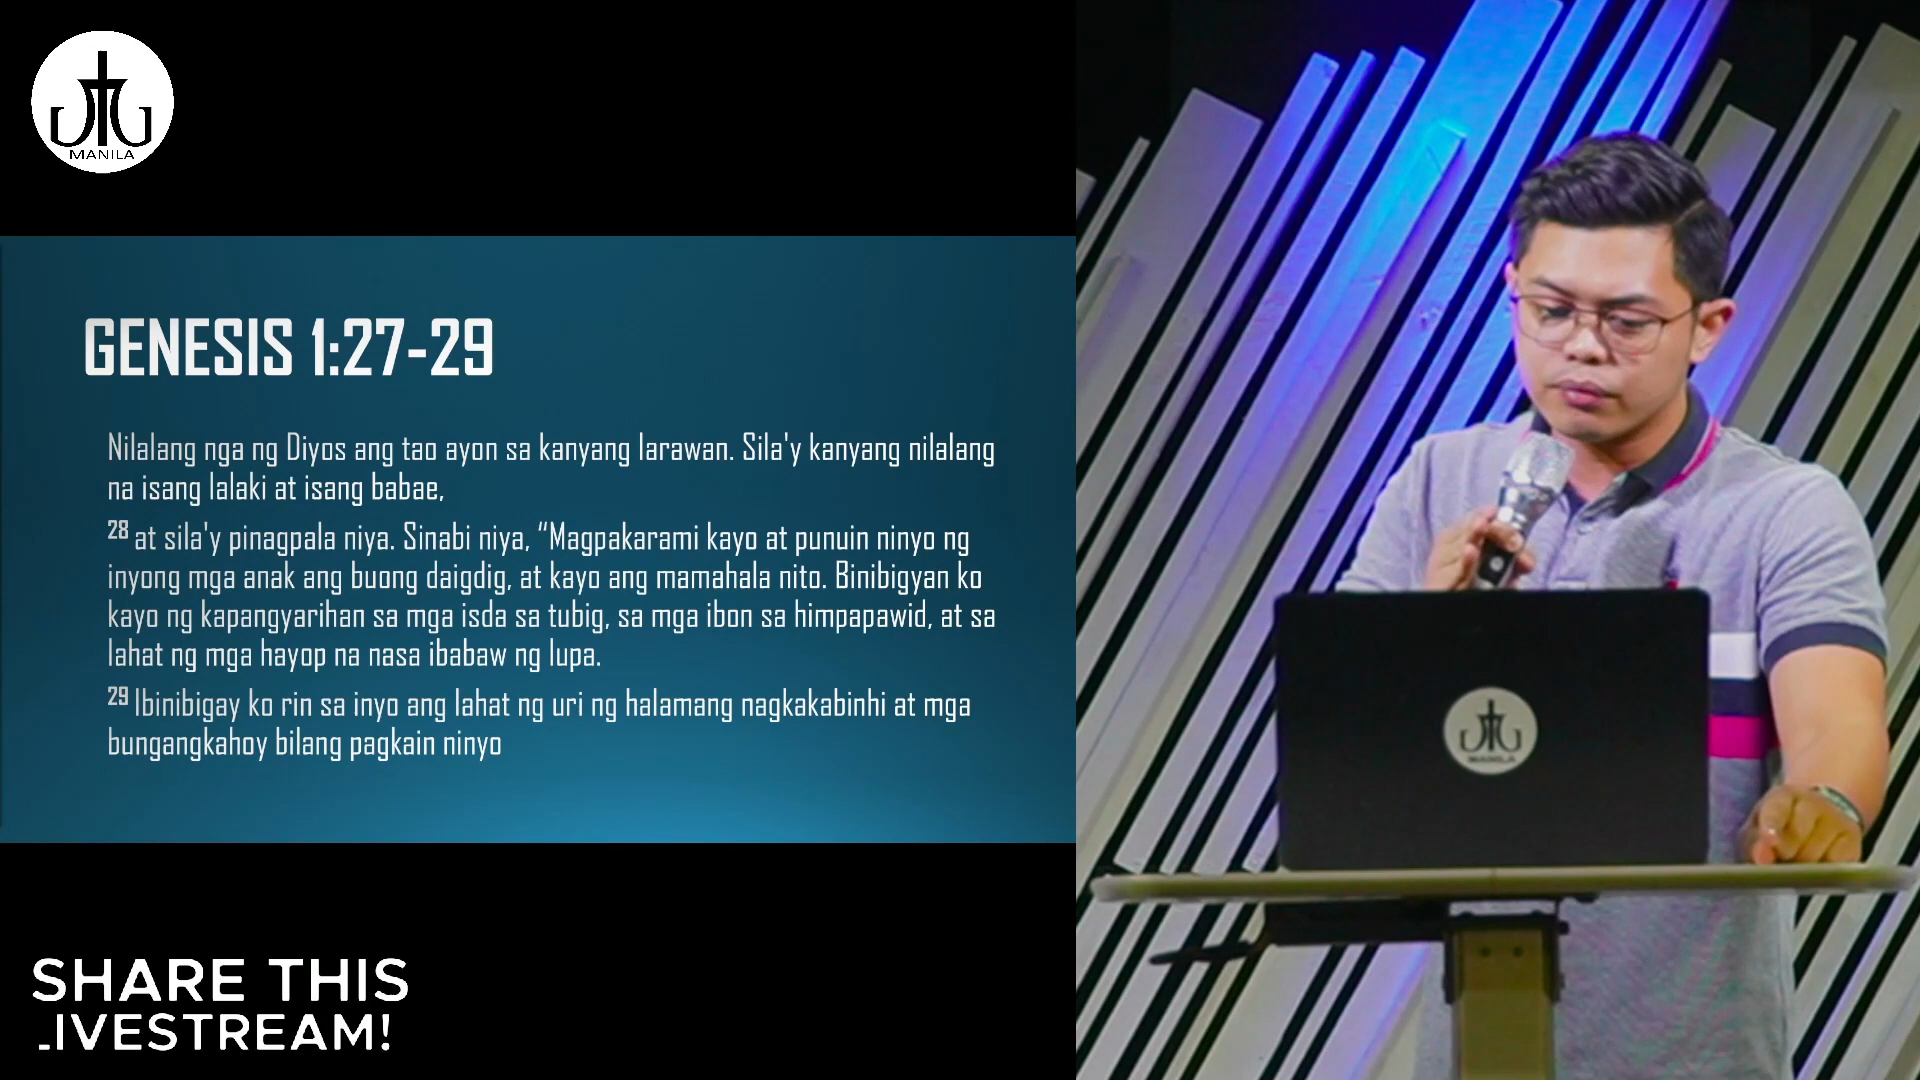 MANILA
GENESIS 1:27-29
Nilalang nga ng Diyos ang tao ayon sa kanyang larawan. Sila'y kanyang nilalang
na isang lalaki at isang babae,
28 at sila'y pinagpala niya. Sinabi niya, “Magpakarami kayo at punuin ninyo ng
inyong mga anak ang buong daigdig, at kayo ang mamahala nito. Binibigyan ko
kayo ng kapangyarihan sa mga isda sa tubig, sa mga ibon sa himpapawid, at sa
lahat ng mga hayop na nasa ibabaw ng lupa.
29 Ibinibigay ko rin sa inyo ang lahat ng uri ng halamang nagkakabinhi at mga
bungangkahoy bilang pagkain ninyo
SHARE THIS
LIVESTREAM!
MANILA